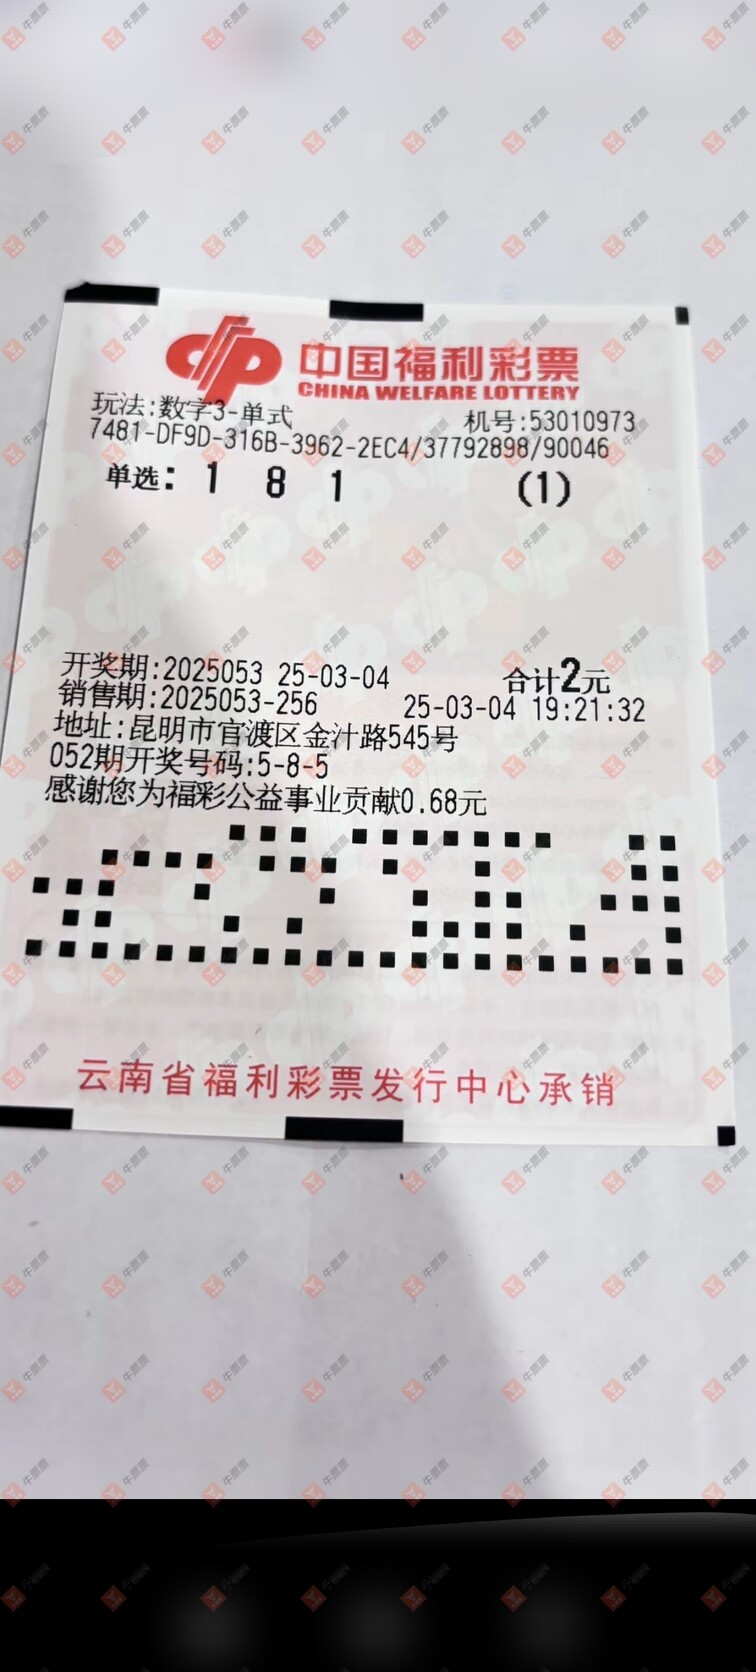 中国福利彩票
CHINA WELFARE LOTTERY
玩法:数字3-单式 机号:53010973
7481-DF9D-316B-3962-2EC4/37792898/90046
单选: 1 8 1 (1)
开奖期:2025053 25-03-04 合计2元
销售期:2025053-256 25-03-04 19:21:32
地址:昆明市官渡区金汁路545号
052期开奖号码:5-8-5
感谢您为福彩公益事业贡献0.68元
云南省福利彩票发行中心承销
牛票票